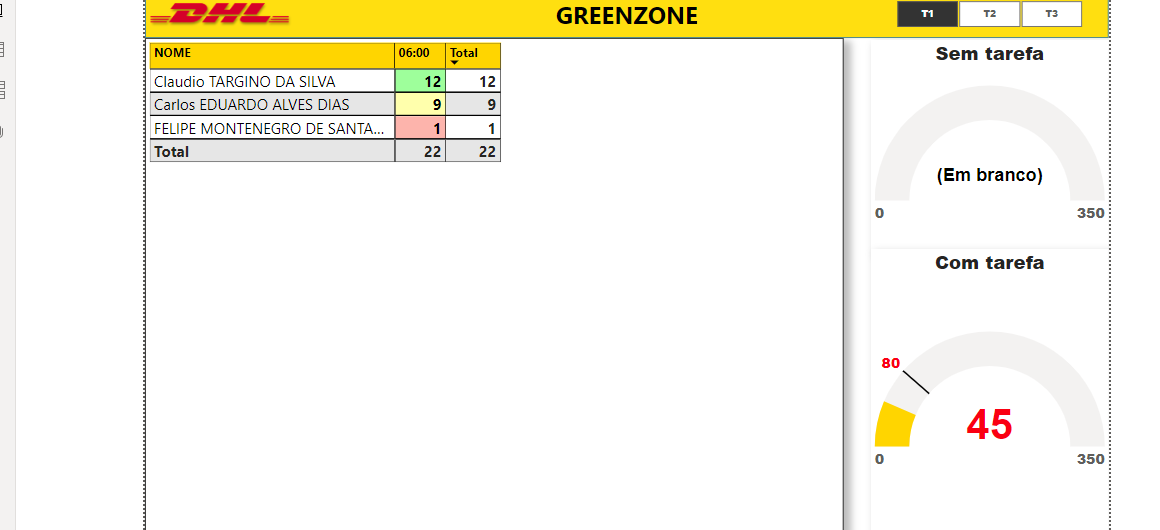 DHL
GREENZONE
T1 T2 T3
NOME 06:00 Total
Claudio TARGINO DA SILVA 12 12
Carlos EDUARDO ALVES DIAS 9 9
FELIPE MONTENEGRO DE SANTA... 1 1
Total 22 22
Sem tarefa
(Em branco)
0 350
Com tarefa
80
45
0 350